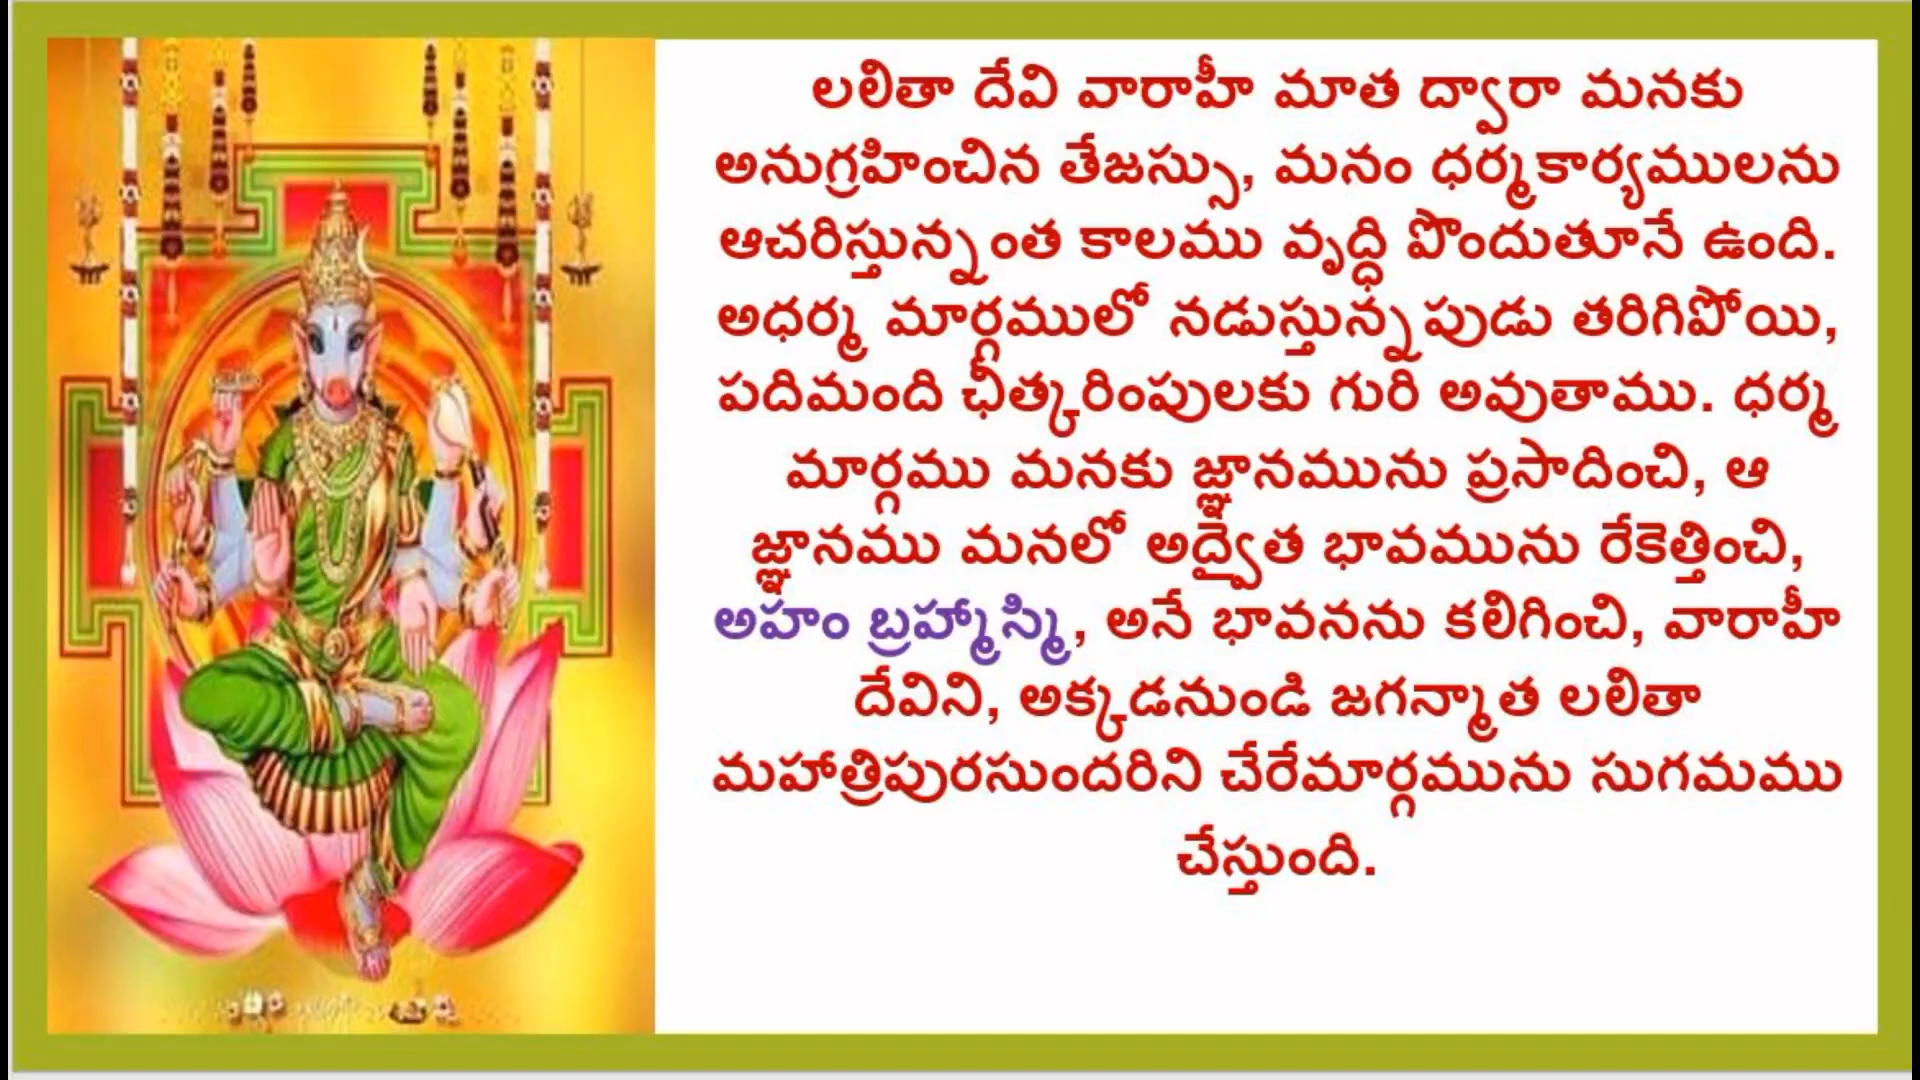 లలితా దేవి వారాహీ మాత ద్వారా మనకు
అనుగ్రహించిన తేజస్సు, మనం ధర్మకార్యములను
ఆచరిస్తున్నంత కాలము వృద్ధి పొందుతూనే ఉంది.
అధర్మ మార్గములో నడుస్తున్నపుడు తరిగిపోయి,
పదిమంది ఛీత్కరింపులకు గురి అవుతాము. ధర్మ
మార్గము మనకు జ్ఞానమును ప్రసాదించి, ఆ
జ్ఞానము మనలో అద్వైత భావమును రేకెత్తించి,
అహం బ్రహ్మాస్మి, అనే భావనను కలిగించి, వారాహీ
దేవిని, అక్కడనుండి జగన్మాత లలితా
మహాత్రిపురసుందరిని చేరేమార్గమును సుగమము
చేస్తుంది.